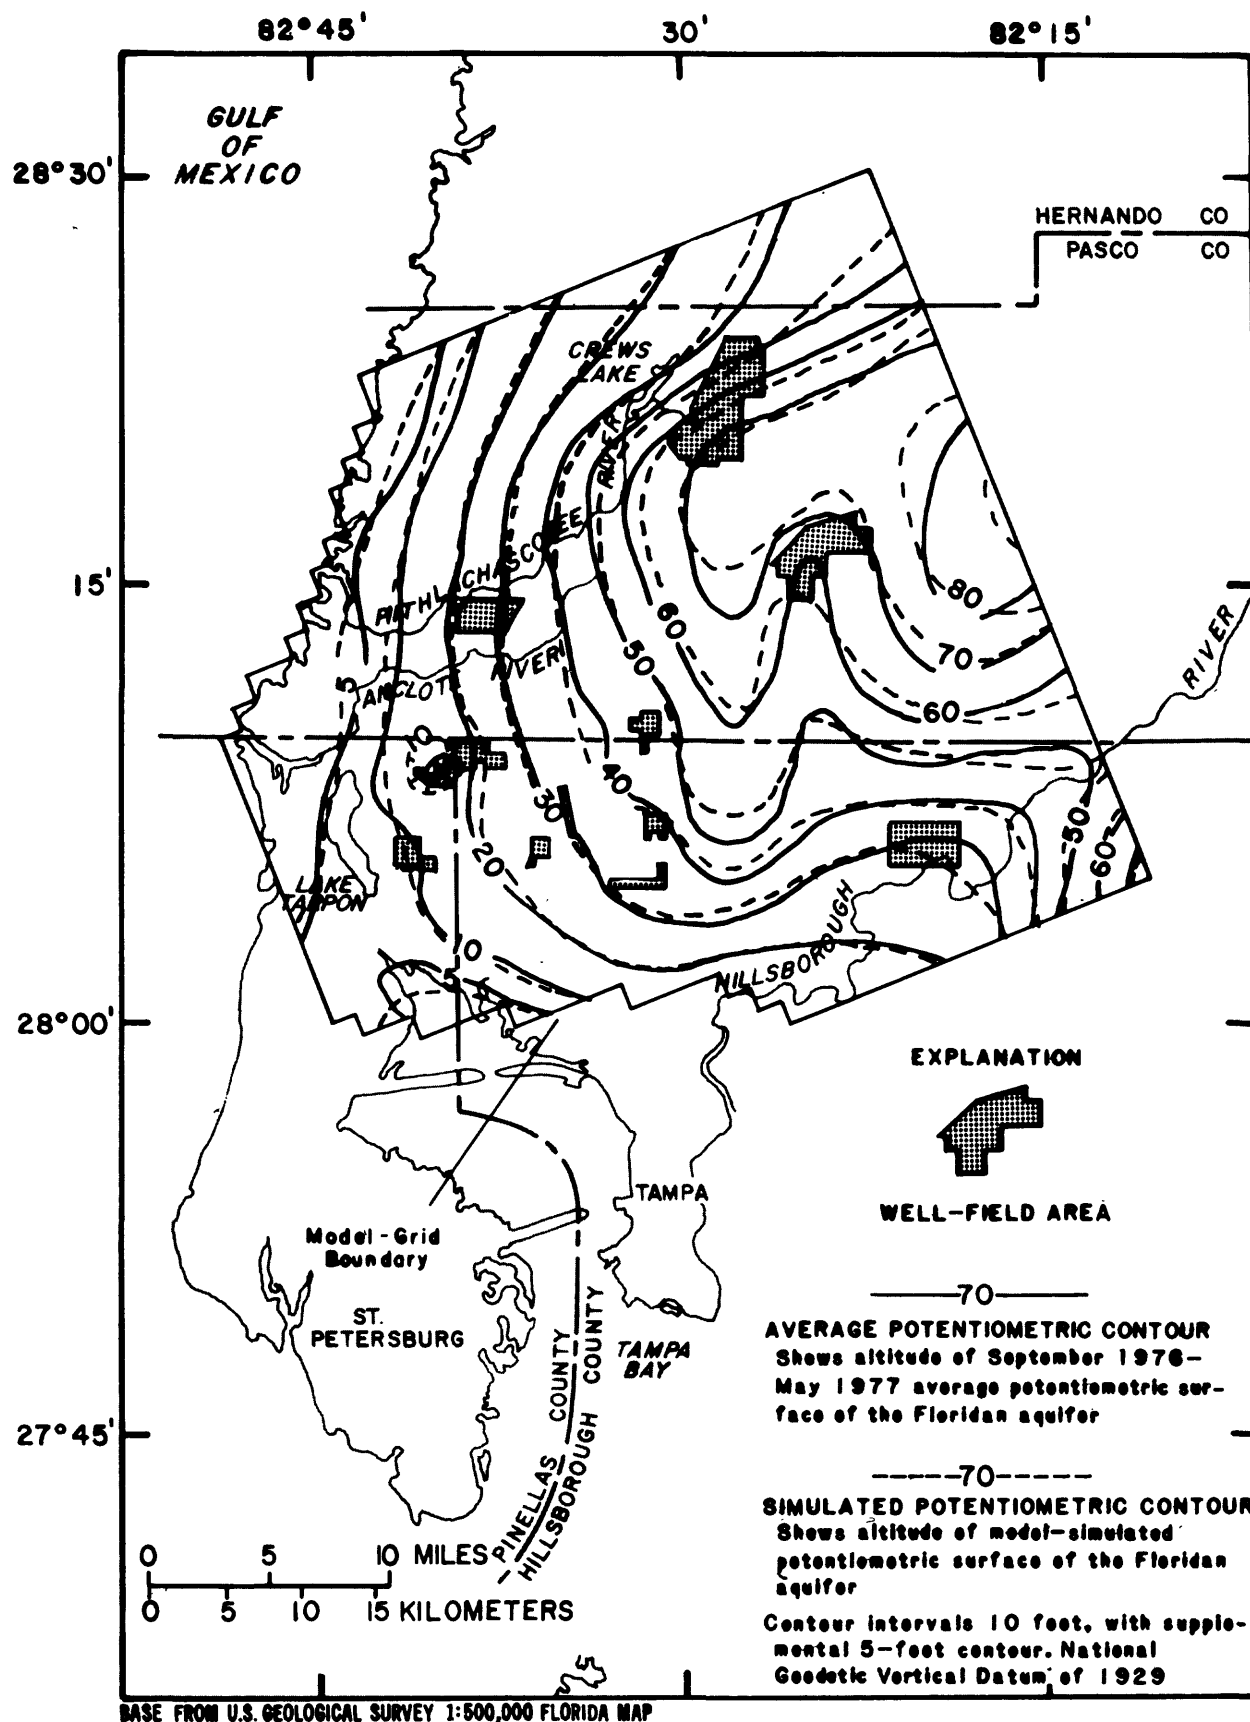 82°45'
30'
82°15'
GULF
OF
MEXICO
28°30'
HERNANDO CO
PASCO CO
CREWS
LAKE
RIVER
PITHLACHASCOTEE
15'
80
70
60
60
50
RIVER
ANCLOTE RIVER
5
10
40
30
20
50
60
LAKE
TARPON
10
5
HILLSBOROUGH
28°00'
EXPLANATION
WELL-FIELD AREA
TAMPA
Model-Grid
Boundary
ST.
PETERSBURG
TAMPA
BAY
PINELLAS COUNTY
HILLSBOROUGH COUNTY
70
AVERAGE POTENTIOMETRIC CONTOUR
Shows altitude of September 1976-
May 1977 average potentiometric sur-
face of the Floridan aquifer
27°45'
70
SIMULATED POTENTIOMETRIC CONTOUR
Shows altitude of model-simulated
potentiometric surface of the Floridan
aquifer
Contour intervals 10 feet, with supple-
mental 5-foot contour. National
Geodetic Vertical Datum of 1929
0 5 10 MILES
0 5 10 15 KILOMETERS
BASE FROM U.S. GEOLOGICAL SURVEY 1:500,000 FLORIDA MAP